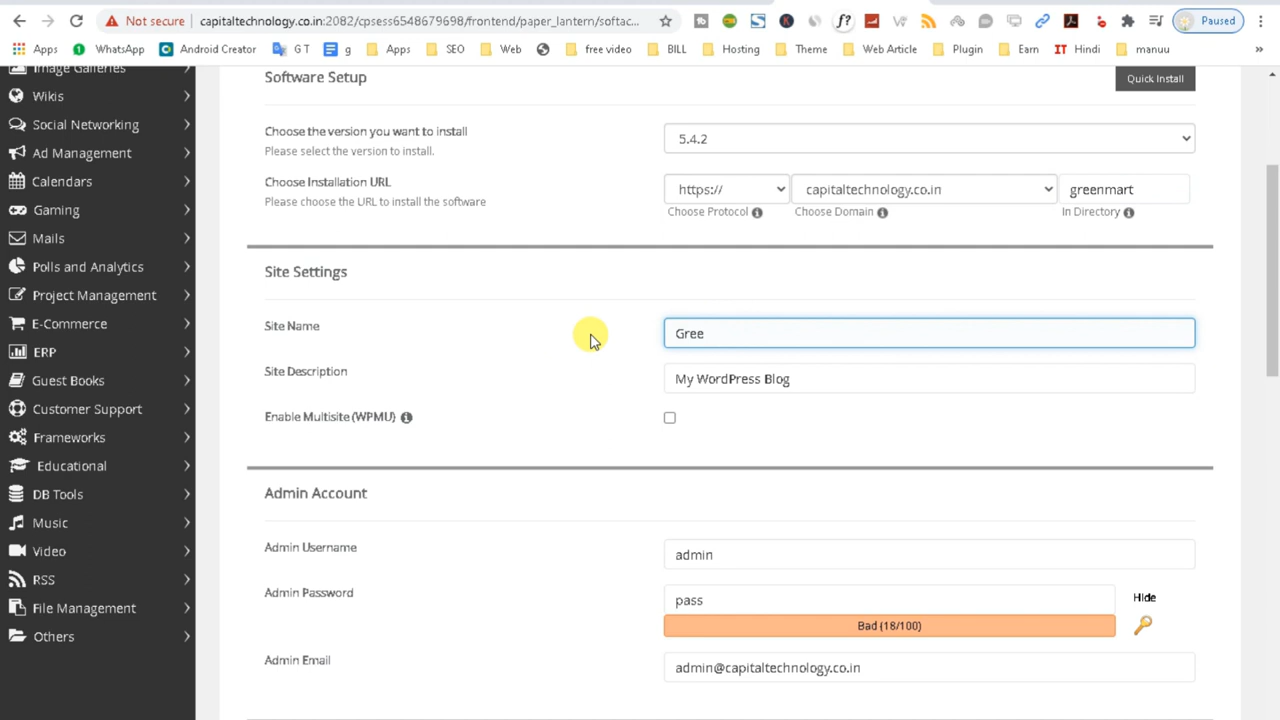 Not secure | capitaltechnology.co.in:2082/cpsess6548679698/frontend/paper_lantern/softac...
Paused
Apps WhatsApp Android Creator G T g Apps SEO Web free video BILL Hosting Theme Web Article Plugin Earn IT Hindi manuu »
Image Galleries
Wikis
Social Networking
Ad Management
Calendars
Gaming
Mails
Polls and Analytics
Project Management
E-Commerce
ERP
Guest Books
Customer Support
Frameworks
Educational
DB Tools
Music
Video
RSS
File Management
Others
Software Setup
Quick Install
Choose the version you want to install
Please select the version to install.
5.4.2
Choose Installation URL
Please choose the URL to install the software
https:// capitaltechnology.co.in greenmart
Choose Protocol Choose Domain In Directory
Site Settings
Site Name
Gree
Site Description
My WordPress Blog
Enable Multisite (WPMU)
Admin Account
Admin Username
admin
Admin Password
pass
Hide
Bad (18/100)
Admin Email
admin@capitaltechnology.co.in